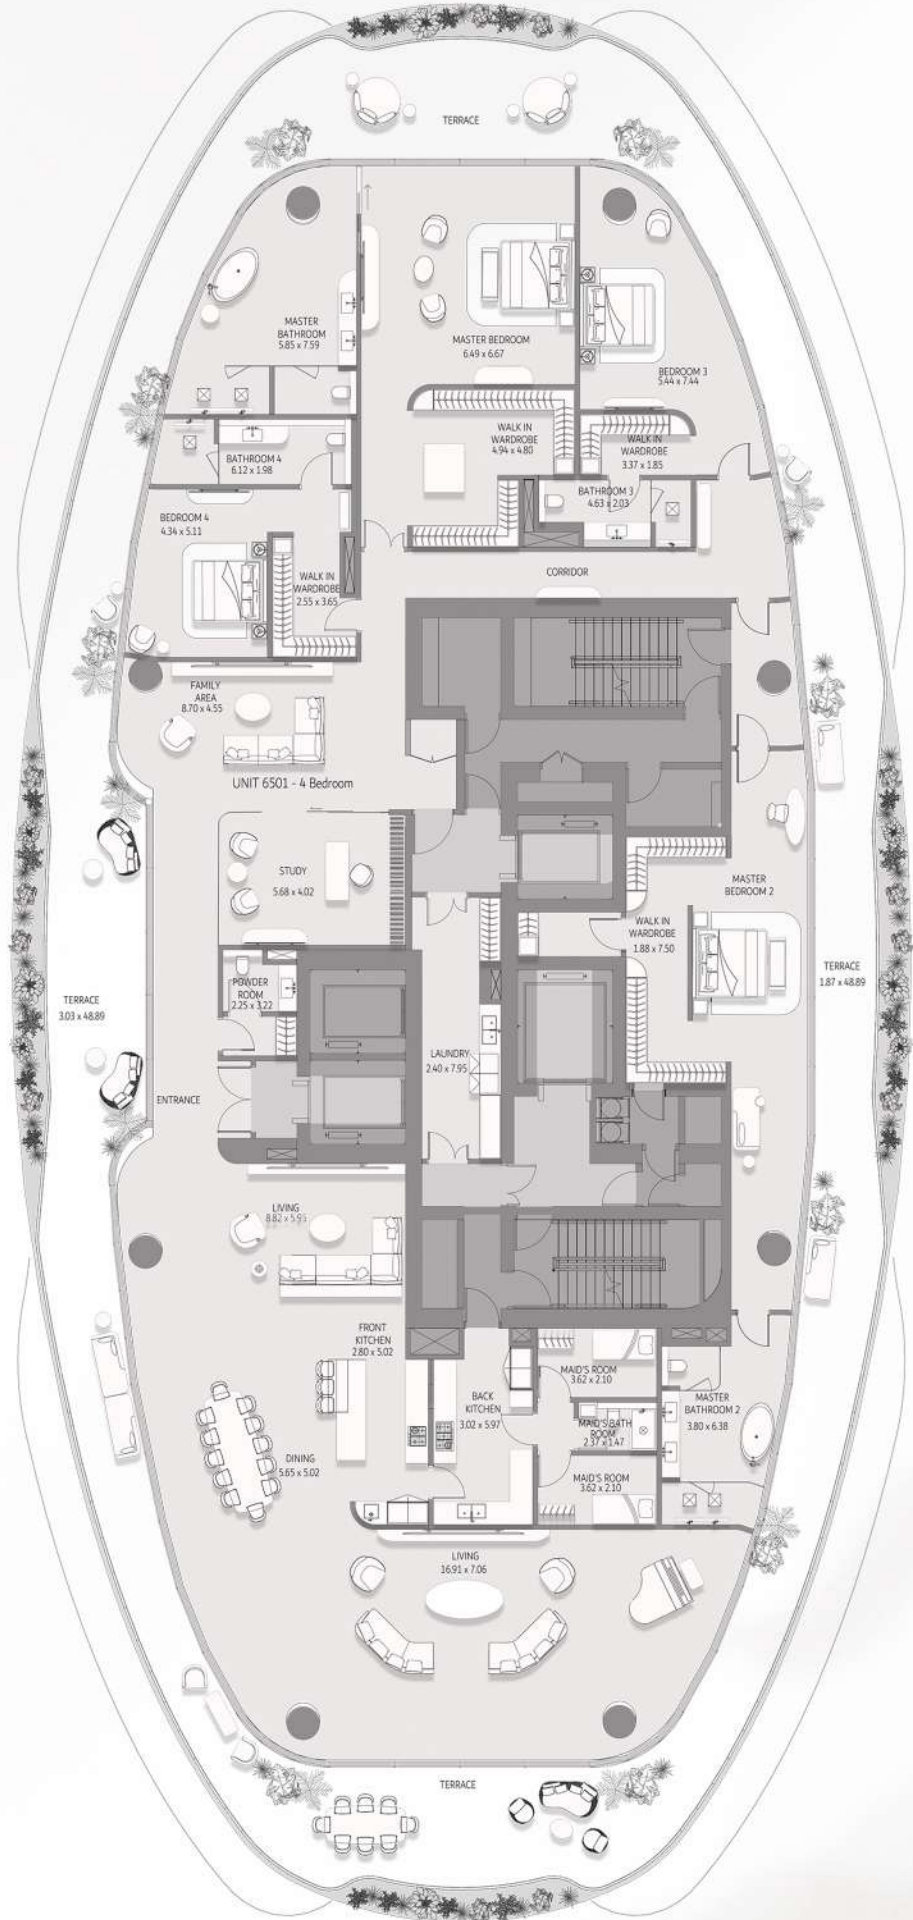 TERRACE
MASTER
BATHROOM
5.85 x 7.59
MASTER BEDROOM
6.49 x 6.67
BEDROOM 3
5.44 x 7.44
WALK IN
WARDROBE
4.94 x 4.80
WALK IN
WARDROBE
3.37 x 1.85
BATHROOM 4
6.12 x 1.98
BATHROOM 3
4.63 x 2.03
BEDROOM 4
4.34 x 5.11
WALK IN
WARDROBE
2.55 x 3.65
CORRIDOR
FAMILY
AREA
8.70 x 4.55
UNIT 6501 - 4 Bedroom
STUDY
5.68 x 4.02
MASTER
BEDROOM 2
WALK IN
WARDROBE
1.88 x 7.50
POWDER
ROOM
2.25 x 3.22
TERRACE
3.03 x 48.89
TERRACE
1.87 x 48.89
LAUNDRY
2.40 x 7.95
ENTRANCE
LIVING
8.82 x 5.95
FRONT
KITCHEN
2.80 x 5.02
BACK
KITCHEN
3.02 x 5.97
MAID'S ROOM
3.62 x 2.10
MAID'S BATH
ROOM
2.37 x 1.47
MASTER
BATHROOM 2
3.80 x 6.38
DINING
5.65 x 5.02
MAID'S ROOM
3.62 x 2.10
LIVING
16.91 x 7.06
TERRACE